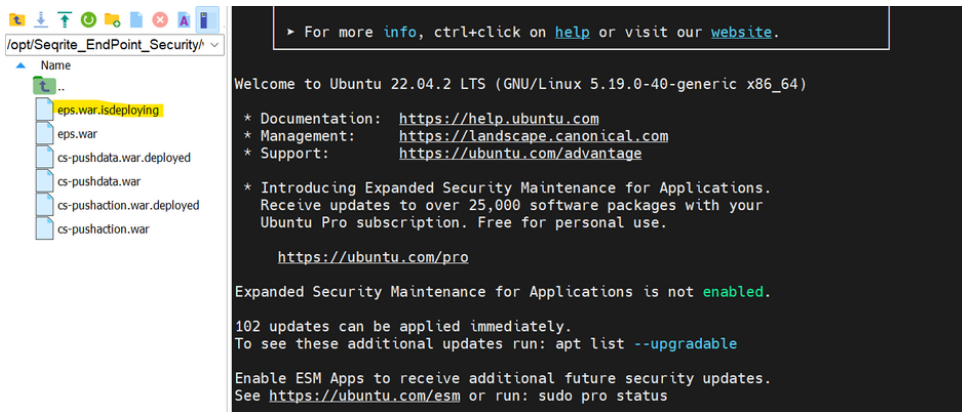 /opt/Seqrite_EndPoint_Security/
Name
..
eps.war.isdeploying
eps.war
cs-pushdata.war.deployed
cs-pushdata.war
cs-pushaction.war.deployed
cs-pushaction.war
➤ For more info, ctrl+click on help or visit our website.
Welcome to Ubuntu 22.04.2 LTS (GNU/Linux 5.19.0-40-generic x86_64)
* Documentation: https://help.ubuntu.com
* Management: https://landscape.canonical.com
* Support: https://ubuntu.com/advantage
* Introducing Expanded Security Maintenance for Applications.
Receive updates to over 25,000 software packages with your
Ubuntu Pro subscription. Free for personal use.
https://ubuntu.com/pro
Expanded Security Maintenance for Applications is not enabled.
102 updates can be applied immediately.
To see these additional updates run: apt list --upgradable
Enable ESM Apps to receive additional future security updates.
See https://ubuntu.com/esm or run: sudo pro status